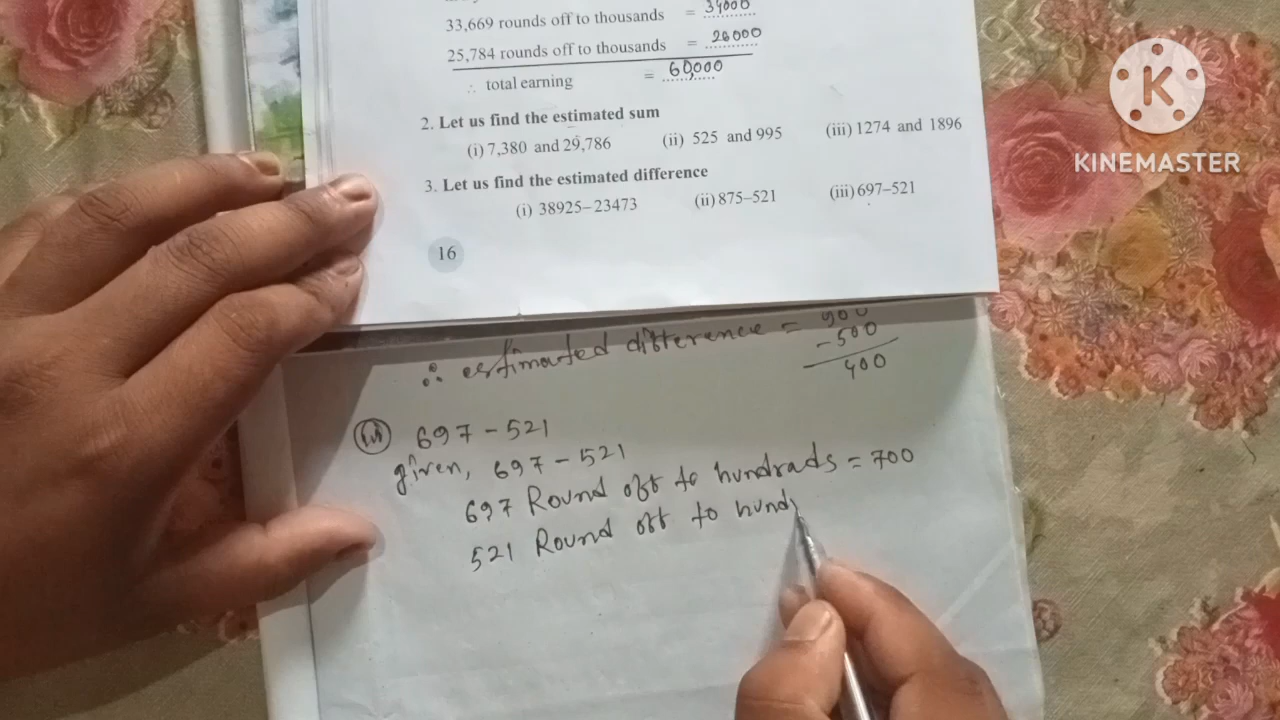 33,669 rounds off to thousands = 34000
25,784 rounds off to thousands = 26000
∴ total earning = 60,000
2. Let us find the estimated sum
(i) 7,380 and 29,786 (ii) 525 and 995 (iii) 1274 and 1896
3. Let us find the estimated difference
(i) 38925–23473 (ii) 875–521 (iii) 697–521
16
K
KINEMASTER
∴ estimated difference = 900
- 500
400
697 - 521
given, 697 - 521
697 Round off to hundrads = 700
521 Round off to hund